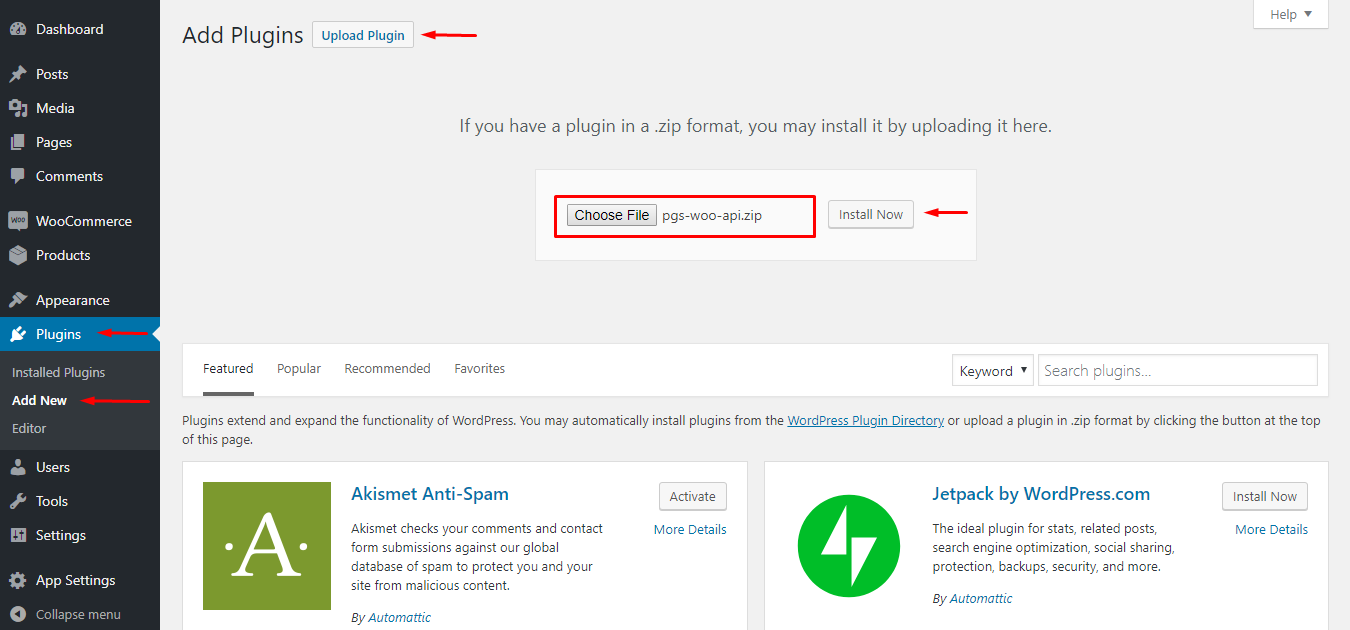 Dashboard
Posts
Media
Pages
Comments
WOO WooCommerce
Products
Appearance
Plugins
Installed Plugins
Add New
Editor
Users
Tools
Settings
App Settings
Collapse menu
Help ▼
Add Plugins Upload Plugin
If you have a plugin in a .zip format, you may install it by uploading it here.
Choose File pgs-woo-api.zip Install Now
Featured Popular Recommended Favorites Keyword ▼ Search plugins...
Plugins extend and expand the functionality of WordPress. You may automatically install plugins from the WordPress Plugin Directory or upload a plugin in .zip format by clicking the button at the top
of this page.
·A·
Akismet Anti-Spam
Activate
More Details
Akismet checks your comments and contact
form submissions against our global
database of spam to protect you and your
site from malicious content.
By Automattic
Jetpack by WordPress.com
Install Now
More Details
The ideal plugin for stats, related posts,
search engine optimization, social sharing,
protection, backups, security, and more.
By Automattic